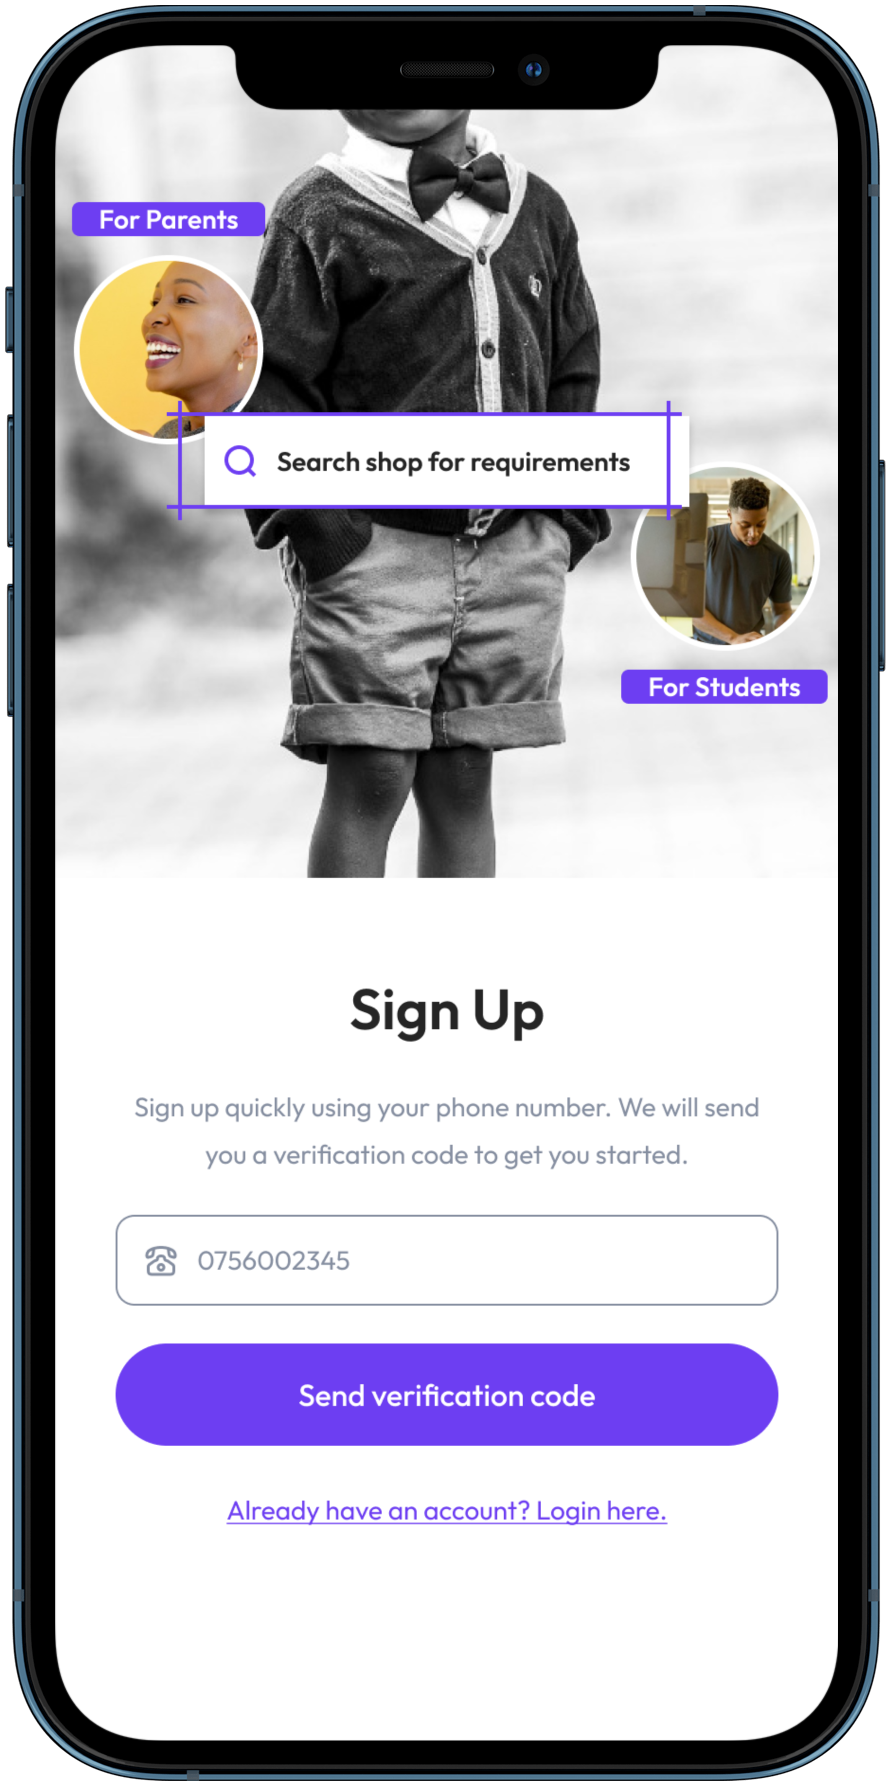 For Parents
Search shop for requirements
For Students
Sign Up
Sign up quickly using your phone number. We will send
you a verification code to get you started.
0756002345
Send verification code
Already have an account? Login here.